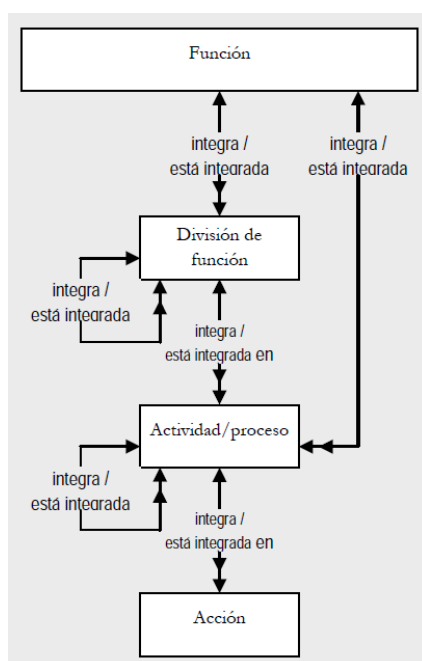 Función
integra /
está integrada
integra /
está integrada
División de
función
integra /
está integrada
integra /
está integrada en
Actividad/proceso
integra /
está integrada
integra /
está integrada en
Acción